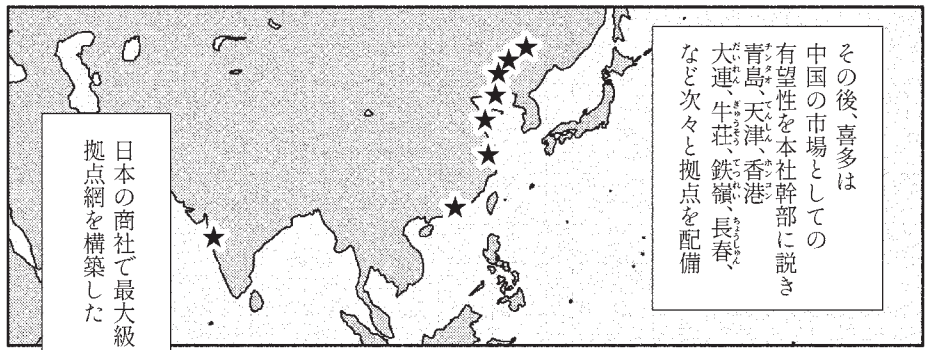 その後、喜多は
中国の市場としての
有望性を本社幹部に説き
青島、天津、香港
大連、牛荘、鉄嶺、長春、
など次々と拠点を配備
日本の商社で最大級
拠点網を構築した